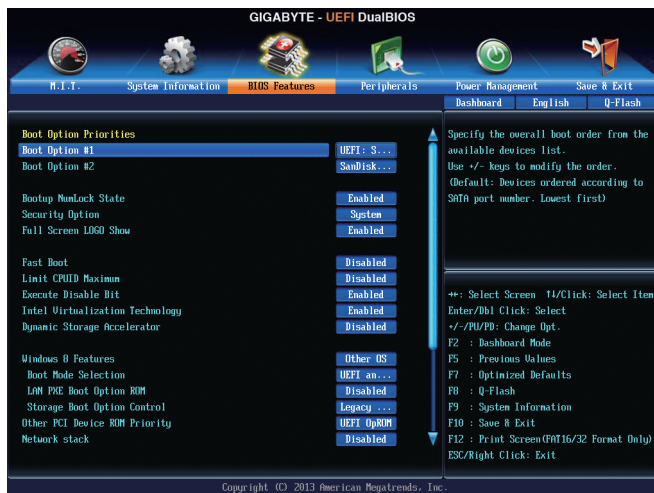 GIGABYTE - UEFI DualBIOS
M.I.T.
System Information
BIOS Features
Peripherals
Power Management
Save & Exit
Dashboard
English
Q-Flash
Boot Option Priorities
Boot Option #1 UEFI: S...
Boot Option #2 SanDisk...
Bootup NumLock State Enabled
Security Option System
Full Screen LOGO Show Enabled
Fast Boot Disabled
Limit CPUID Maximum Disabled
Execute Disable Bit Enabled
Intel Virtualization Technology Enabled
Dynamic Storage Accelerator Disabled
Windows 8 Features Other OS
Boot Mode Selection UEFI an...
LAN PXE Boot Option ROM Disabled
Storage Boot Option Control Legacy ...
Other PCI Device ROM Priority UEFI OpROM
Network stack Disabled
Specify the overall boot order from the
available devices list.
Use +/- keys to modify the order.
(Default: Devices ordered according to
SATA port number. Lowest first)
↔: Select Screen ↑↓/Click: Select Item
Enter/Dbl Click: Select
+/-/PU/PD: Change Opt.
F2 : Dashboard Mode
F5 : Previous Values
F7 : Optimized Defaults
F8 : Q-Flash
F9 : System Information
F10 : Save & Exit
F12 : Print Screen(FAT16/32 Format Only)
ESC/Right Click: Exit
Copyright (C) 2013 American Megatrends, Inc.